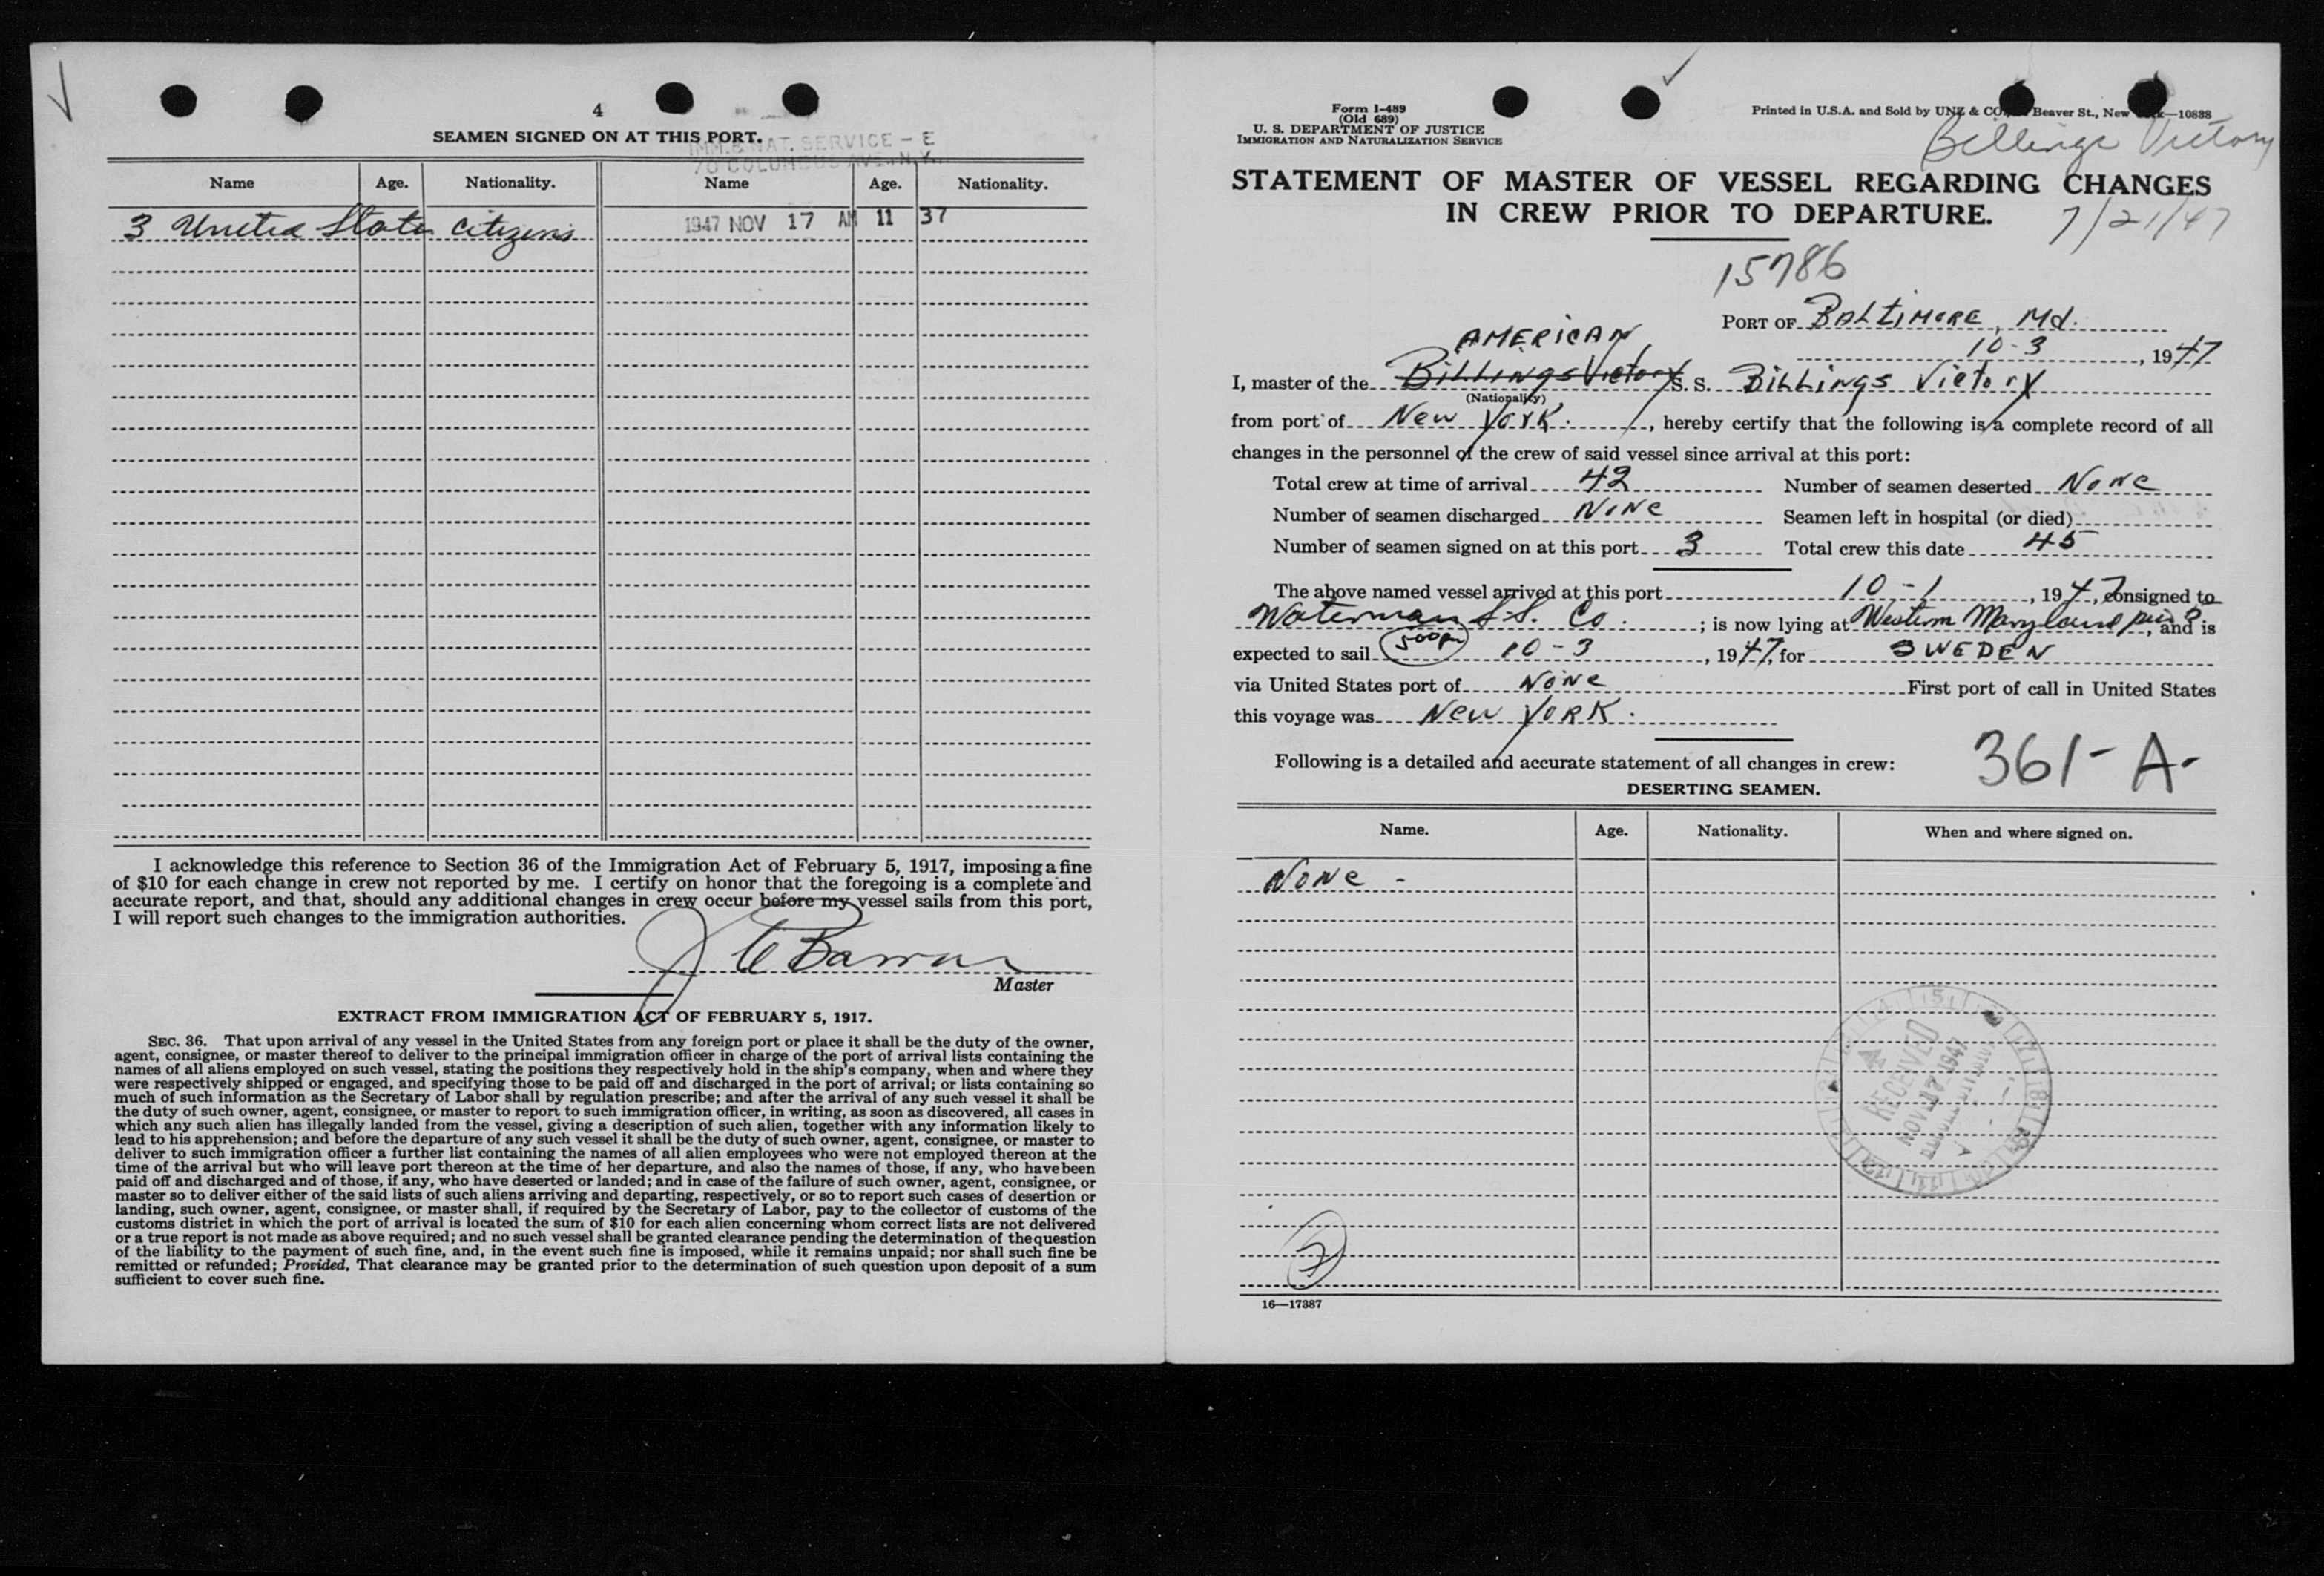 4
SEAMEN SIGNED ON AT THIS PORT.
IMM. & NAT. SERVICE - E
70 COLUMBUS AVE. N.Y.
Name Age. Nationality. Name Age. Nationality.
3 United States citizens 1947 NOV 17 AM 11 37
I acknowledge this reference to Section 36 of the Immigration Act of February 5, 1917, imposing a fine
of $10 for each change in crew not reported by me. I certify on honor that the foregoing is a complete and
accurate report, and that, should any additional changes in crew occur before my vessel sails from this port,
I will report such changes to the immigration authorities.
Master
EXTRACT FROM IMMIGRATION ACT OF FEBRUARY 5, 1917.
SEC. 36. That upon arrival of any vessel in the United States from any foreign port or place it shall be the duty of the owner,
agent, consignee, or master thereof to deliver to the principal immigration officer in charge of the port of arrival lists containing the
names of all aliens employed on such vessel, stating the positions they respectively hold in the ship's company, when and where they
were respectively shipped or engaged, and specifying those to be paid off and discharged in the port of arrival; or lists containing so
much of such information as the Secretary of Labor shall by regulation prescribe; and after the arrival of any such vessel it shall be
the duty of such owner, agent, consignee, or master to report to such immigration officer, in writing, as soon as discovered, all cases in
which any such alien has illegally landed from the vessel, giving a description of such alien, together with any information likely to
lead to his apprehension; and before the departure of any such vessel it shall be the duty of such owner, agent, consignee, or master to
deliver to such immigration officer a further list containing the names of all alien employees who were not employed thereon at the
time of the arrival but who will leave port thereon at the time of her departure, and also the names of those, if any, who have been
paid off and discharged and of those, if any, who have deserted or landed; and in case of the failure of such owner, agent, consignee, or
master so to deliver either of the said lists of such aliens arriving and departing, respectively, or so to report such cases of desertion or
landing, such owner, agent, consignee, or master shall, if required by the Secretary of Labor, pay to the collector of customs of the
customs district in which the port of arrival is located the sum of $10 for each alien concerning whom correct lists are not delivered
or a true report is not made as above required; and no such vessel shall be granted clearance pending the determination of the question
of the liability to the payment of such fine, and, in the event such fine is imposed, while it remains unpaid; nor shall such fine be
remitted or refunded; Provided, That clearance may be granted prior to the determination of such question upon deposit of a sum
sufficient to cover such fine.
Form I-489
(Old 689)
U. S. DEPARTMENT OF JUSTICE
IMMIGRATION AND NATURALIZATION SERVICE
Printed in U.S.A. and Sold by UNZ & CO., Beaver St., New York—10838
Billings Victory
STATEMENT OF MASTER OF VESSEL REGARDING CHANGES
IN CREW PRIOR TO DEPARTURE.
7/21/47
15786
PORT OF Baltimore, Md.
10-3, 1947
AMERICAN
I, master of the Billings Victory S. S. Billings Victory
(Nationality)
from port of New York., hereby certify that the following is a complete record of all
changes in the personnel of the crew of said vessel since arrival at this port:
Total crew at time of arrival 42 Number of seamen deserted None
Number of seamen discharged None Seamen left in hospital (or died)
Number of seamen signed on at this port 3 Total crew this date 45
The above named vessel arrived at this port 10-1, 1947, consigned to
Waterman S.S. Co.; is now lying at Western Maryland pier, and is
expected to sail 500pm 10-3, 1947, for SWEDEN
via United States port of None First port of call in United States
this voyage was New York.
Following is a detailed and accurate statement of all changes in crew:
361-A-
DESERTING SEAMEN.
Name. Age. Nationality. When and where signed on.
None -
RECEIVED
NOV 17 1947
16—17387